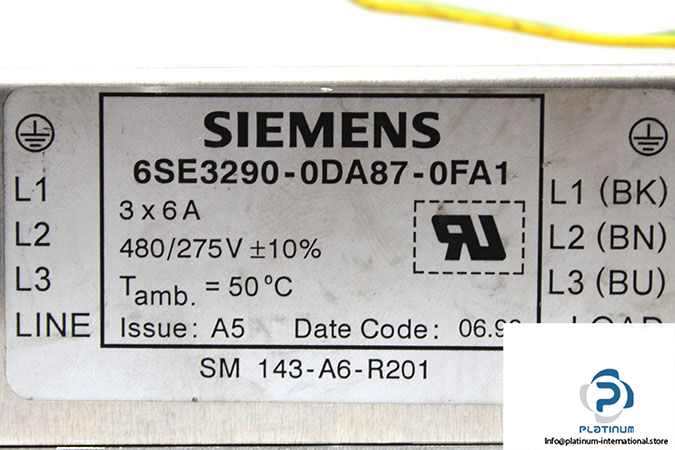 SIEMENS
6SE3290-0DA87-0FA1
L1
3 x 6 A
L1 (BK)
L2
480/275V ±10%
L2 (BN)
L3
Tamb. = 50 °C
L3 (BU)
LINE
Issue: A5 Date Code:
SM 143-A6-R201
PLATINUM
Info@platinum-international.store